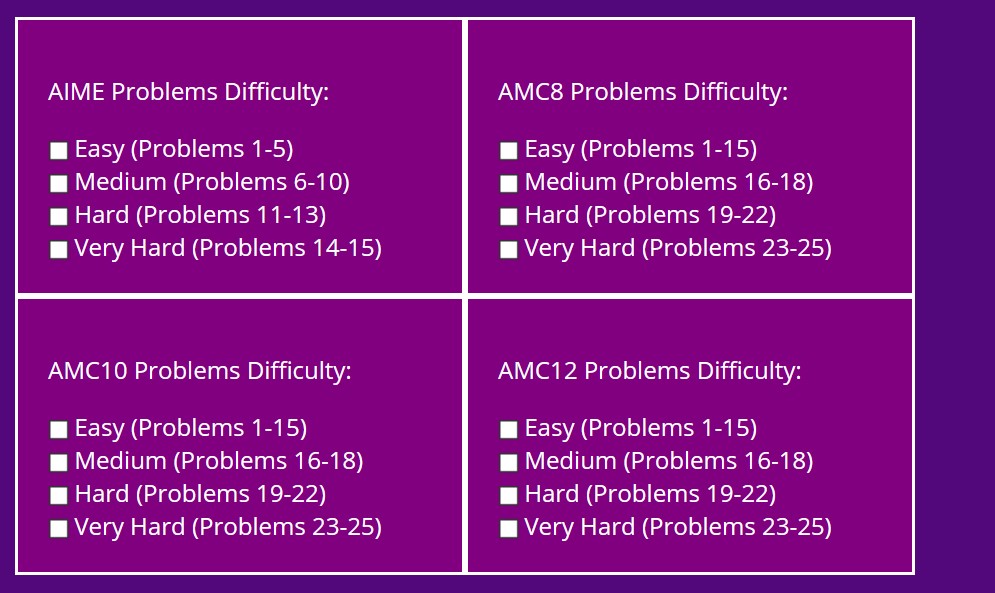 AIME Problems Difficulty:
Easy (Problems 1-5)
Medium (Problems 6-10)
Hard (Problems 11-13)
Very Hard (Problems 14-15)
AMC8 Problems Difficulty:
Easy (Problems 1-15)
Medium (Problems 16-18)
Hard (Problems 19-22)
Very Hard (Problems 23-25)
AMC10 Problems Difficulty:
Easy (Problems 1-15)
Medium (Problems 16-18)
Hard (Problems 19-22)
Very Hard (Problems 23-25)
AMC12 Problems Difficulty:
Easy (Problems 1-15)
Medium (Problems 16-18)
Hard (Problems 19-22)
Very Hard (Problems 23-25)